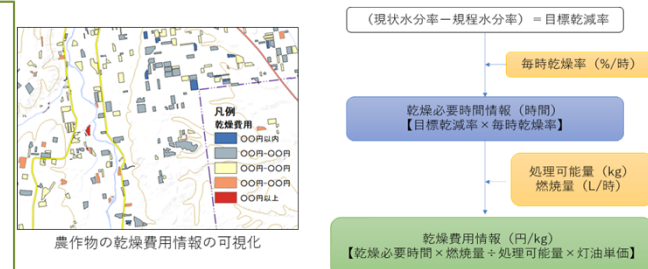 凡例
乾燥費用
〇〇円以内
〇〇円-〇〇円
〇〇円-〇〇円
〇〇円-〇〇円
〇〇円以上
農作物の乾燥費用情報の可視化
（現状水分率ー規程水分率）＝目標乾減率
毎時乾燥率（%/時）
乾燥必要時間情報（時間）
【目標乾減率×毎時乾燥率】
処理可能量（kg）
燃焼量（L/時）
乾燥費用情報（円/kg）
【乾燥必要時間×燃焼量÷処理可能量×灯油単価】